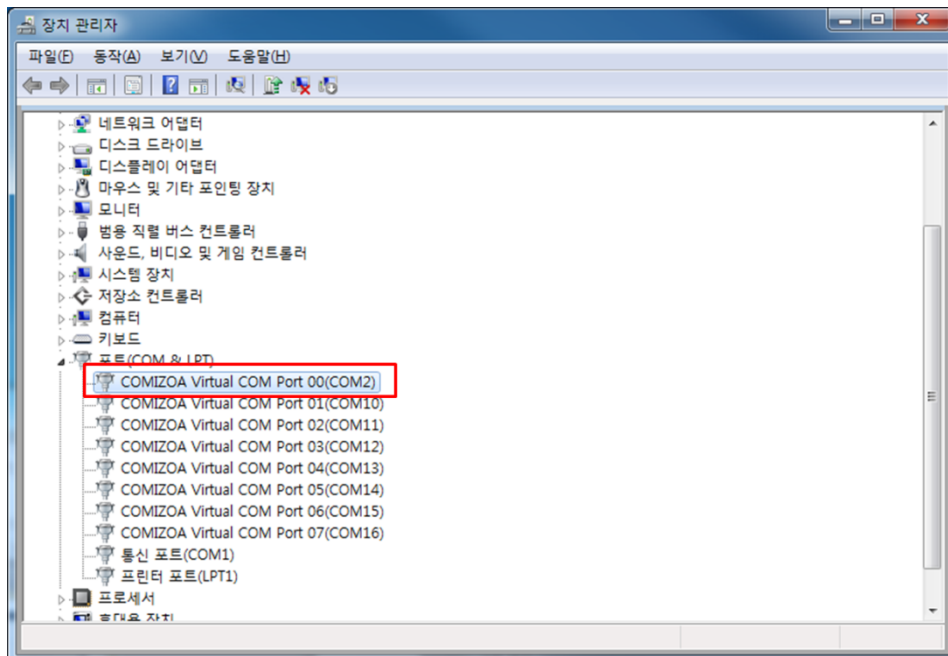 장치 관리자
파일(F) 동작(A) 보기(V) 도움말(H)
네트워크 어댑터
디스크 드라이브
디스플레이 어댑터
마우스 및 기타 포인팅 장치
모니터
범용 직렬 버스 컨트롤러
사운드, 비디오 및 게임 컨트롤러
시스템 장치
저장소 컨트롤러
컴퓨터
키보드
포트(COM & LPT)
COMIZOA Virtual COM Port 00(COM2)
COMIZOA Virtual COM Port 01(COM10)
COMIZOA Virtual COM Port 02(COM11)
COMIZOA Virtual COM Port 03(COM12)
COMIZOA Virtual COM Port 04(COM13)
COMIZOA Virtual COM Port 05(COM14)
COMIZOA Virtual COM Port 06(COM15)
COMIZOA Virtual COM Port 07(COM16)
통신 포트(COM1)
프린터 포트(LPT1)
프로세서
휴대용 장치